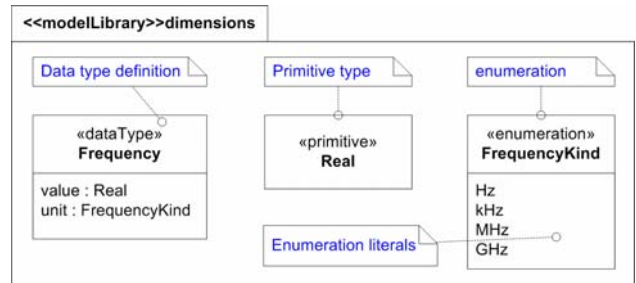 <<modelLibrary>>dimensions
Data type definition
Primitive type
enumeration
«dataType»
Frequency
value : Real
unit : FrequencyKind
«primitive»
Real
«enumeration»
FrequencyKind
Hz
kHz
MHz
GHz
Enumeration literals